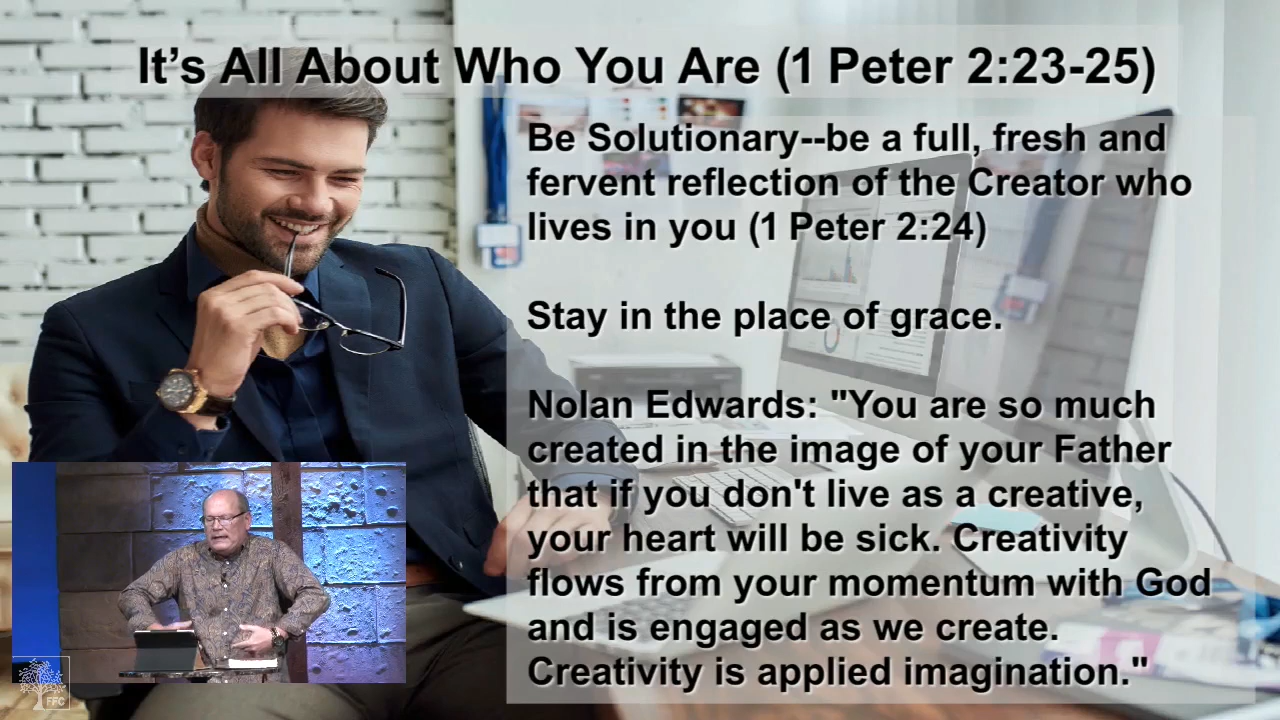 It's All About Who You Are (1 Peter 2:23-25)
Be Solutionary--be a full, fresh and
fervent reflection of the Creator who
lives in you (1 Peter 2:24)
Stay in the place of grace.
Nolan Edwards: "You are so much
created in the image of your Father
that if you don't live as a creative,
your heart will be sick. Creativity
flows from your momentum with God
and is engaged as we create.
Creativity is applied imagination."
FFC